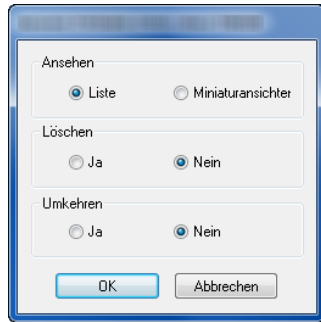 Ansehen
Liste Miniaturansichter
Löschen
Ja Nein
Umkehren
Ja Nein
OK Abbrechen